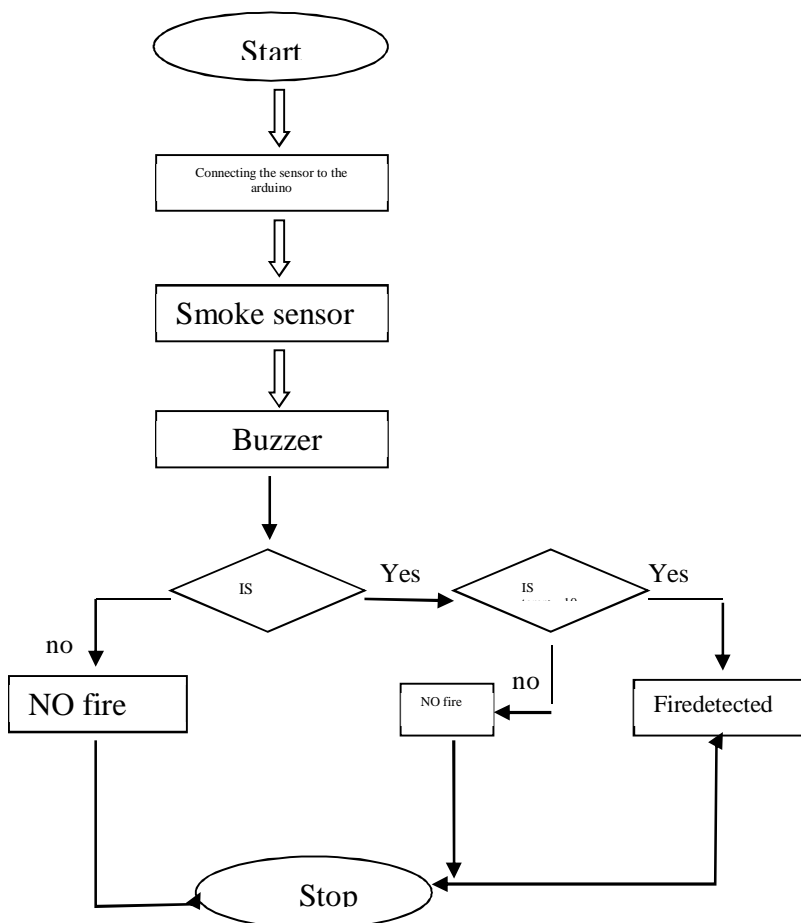 Start
Connecting the sensor to the
arduino
Smoke sensor
Buzzer
IS
Yes
IS
Yes
no
NO fire
no
NO fire
Firedetected
Stop